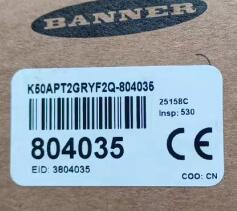 BANNER
K50APT2GRYF2Q-804035
25158C
Insp: 530
804035
CE
EID: 3804035
COO: CN